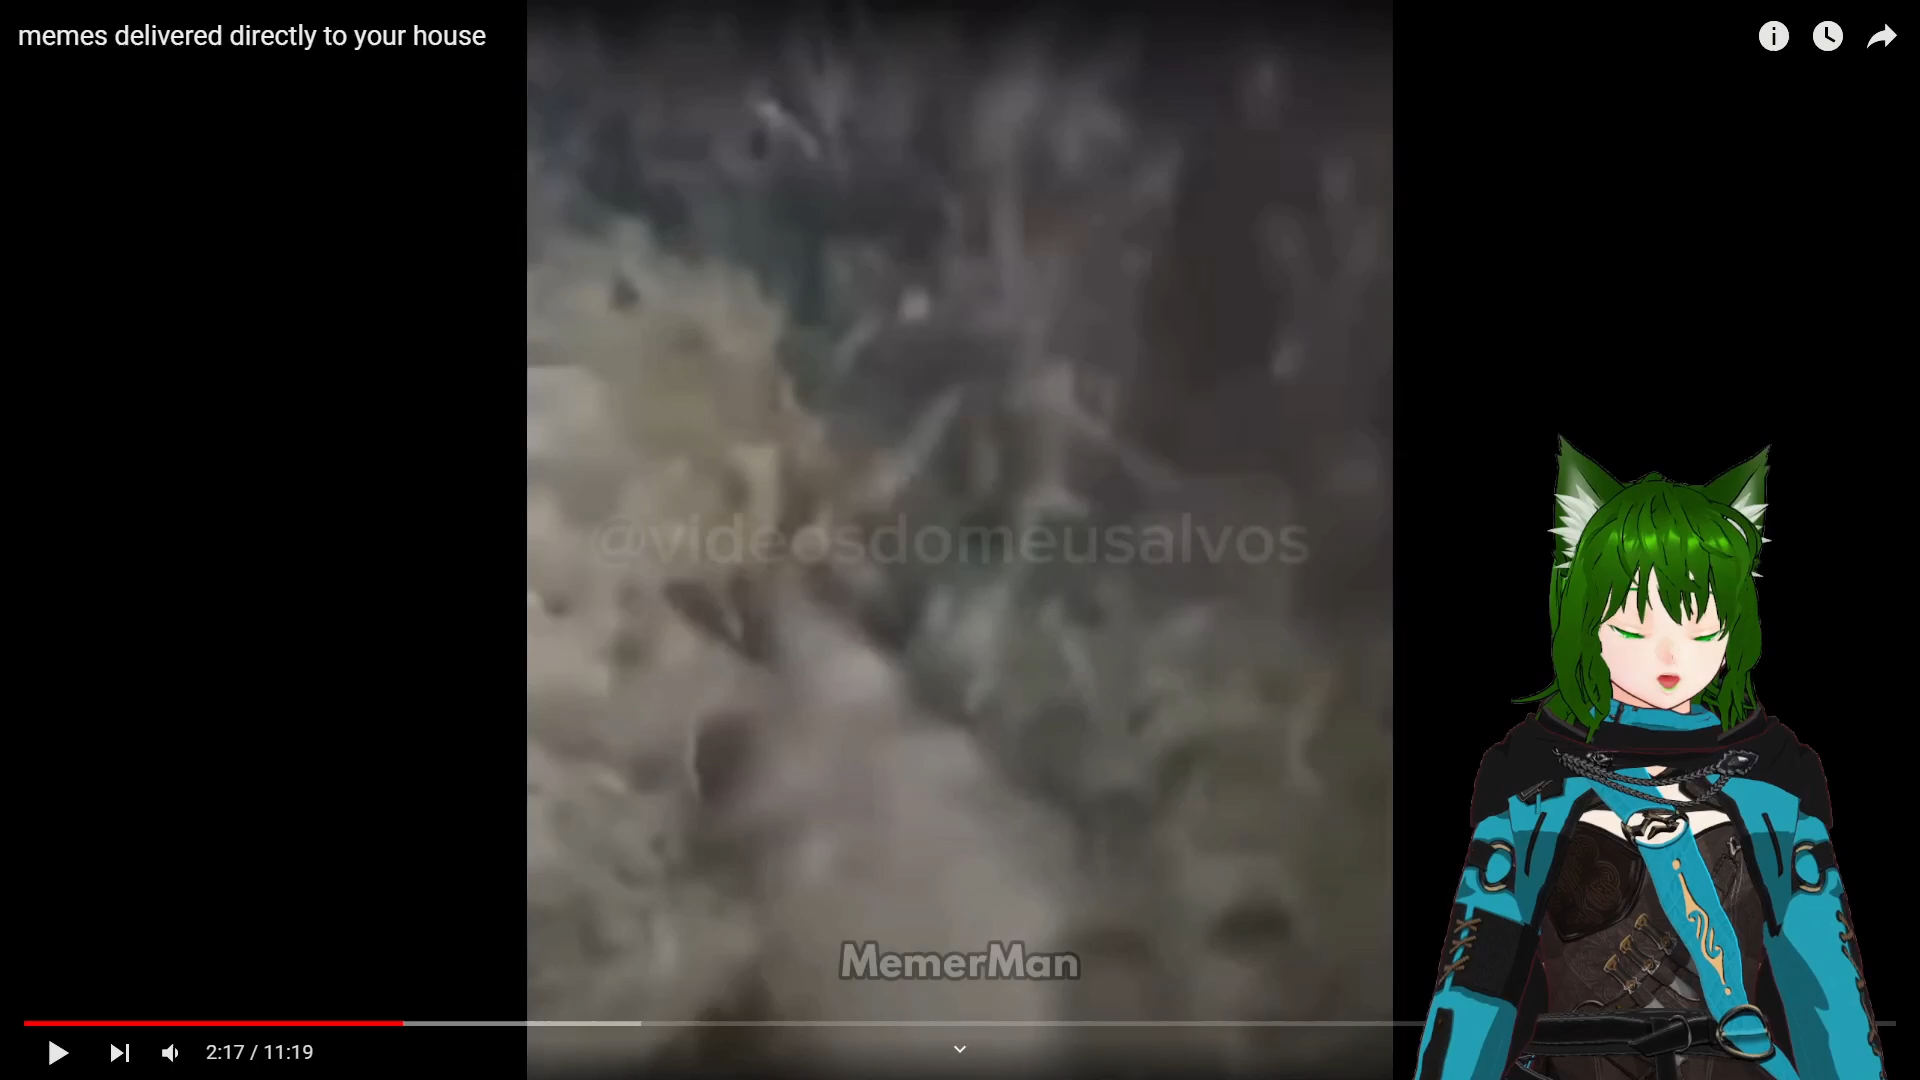 memes delivered directly to your house
@videosdomeusalvos
MemerMan
2:17 / 11:19